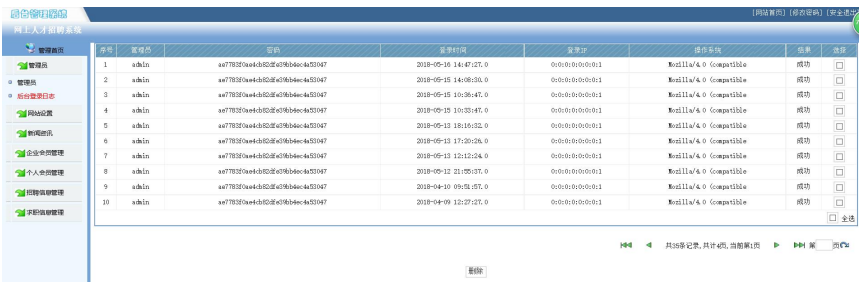 后台管理系统
[网站首页] [修改密码] [安全退出
网上人才招聘系统
管理首页
管理员
管理员
后台登录日志
网站设置
新闻资讯
企业会员管理
个人会员管理
招聘信息管理
求职信息管理
序号 管理员 密码 登录时间 登录IP 操作系统 结果 选择
1 admin 2018-05-16 14:47:27.0 0:0:0:0:0:0:0:1 Mozilla/4.0 (compatible 成功
2 admin 2018-05-15 14:08:30.0 0:0:0:0:0:0:0:1 Mozilla/4.0 (compatible 成功
3 admin 2018-05-15 10:36:47.0 0:0:0:0:0:0:0:1 Mozilla/4.0 (compatible 成功
4 admin 2018-05-15 10:33:47.0 0:0:0:0:0:0:0:1 Mozilla/4.0 (compatible 成功
5 admin 2018-05-13 18:16:32.0 0:0:0:0:0:0:0:1 Mozilla/4.0 (compatible 成功
6 admin 2018-05-13 17:20:26.0 0:0:0:0:0:0:0:1 Mozilla/4.0 (compatible 成功
7 admin 2018-05-13 12:12:24.0 0:0:0:0:0:0:0:1 Mozilla/4.0 (compatible 成功
8 admin 2018-05-12 21:55:37.0 0:0:0:0:0:0:0:1 Mozilla/4.0 (compatible 成功
9 admin 2018-04-10 09:51:57.0 0:0:0:0:0:0:0:1 Mozilla/4.0 (compatible 成功
10 admin 2018-04-09 12:27:27.0 0:0:0:0:0:0:0:1 Mozilla/4.0 (compatible 成功
全选
共35条记录,共计4页,当前第1页 第 页
删除